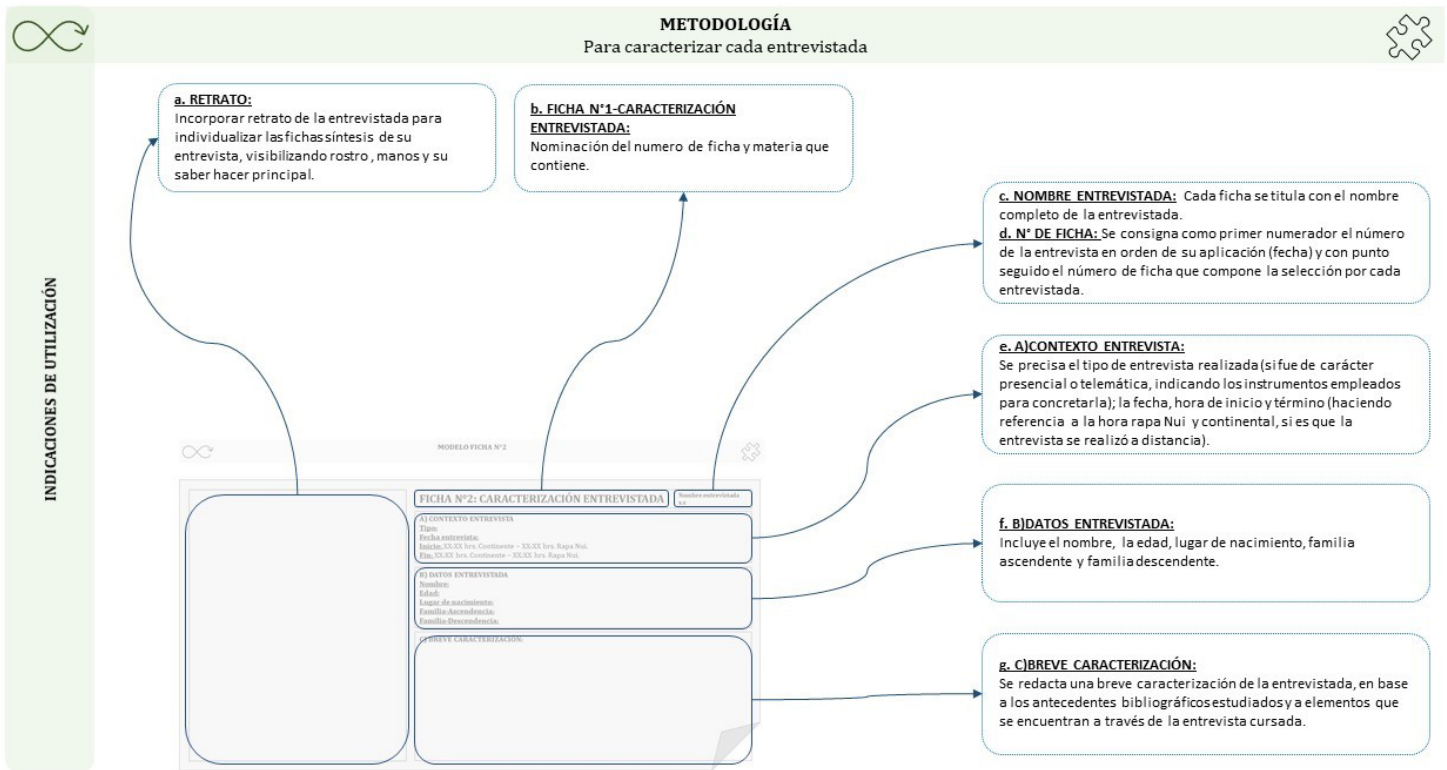 METODOLOGÍA
Para caracterizar cada entrevistada
INDICACIONES DE UTILIZACIÓN
a. RETRATO:
Incorporar retrato de la entrevistada para
individualizar las fichas síntesis de su
entrevista, visibilizando rostro , manos y su
saber hacer principal.
b. FICHA N°1-CARACTERIZACIÓN
ENTREVISTADA:
Nominación del numero de ficha y materia que
contiene.
c. NOMBRE ENTREVISTADA: Cada ficha se titula con el nombre
completo de la entrevistada.
d. N° DE FICHA: Se consigna como primer numerador el número
de la entrevista en orden de su aplicación (fecha) y con punto
seguido el número de ficha que compone la selección por cada
entrevistada.
e. A)CONTEXTO ENTREVISTA:
Se precisa el tipo de entrevista realizada (si fue de carácter
presencial o telemática, indicando los instrumentos empleados
para concretarla); la fecha, hora de inicio y término (haciendo
referencia a la hora rapa Nui y continental, si es que la
entrevista se realizó a distancia).
f. B)DATOS ENTREVISTADA:
Incluye el nombre, la edad, lugar de nacimiento, familia
ascendente y familia descendente.
g. C)BREVE CARACTERIZACIÓN:
Se redacta una breve caracterización de la entrevistada, en base
a los antecedentes bibliográficos estudiados y a elementos que
se encuentran a través de la entrevista cursada.
MODELO FICHA N°2
FICHA N°2: CARACTERIZACIÓN ENTREVISTADA
Nombre entrevistada
x.x
A) CONTEXTO ENTREVISTA
Tipo:
Fecha entrevista:
Inicio: XX:XX hrs. Continente – XX:XX hrs. Rapa Nui.
Fin: XX:XX hrs. Continente – XX:XX hrs. Rapa Nui.
B) DATOS ENTREVISTADA
Nombre:
Edad:
Lugar de nacimiento:
Familia-Ascendencia:
Familia-Descendencia:
C) BREVE CARACTERIZACIÓN: